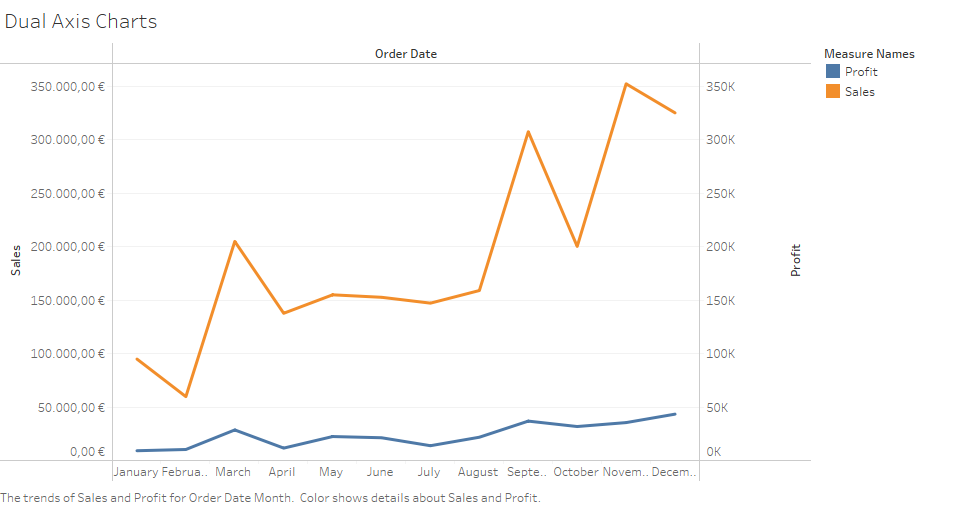 Dual Axis Charts
Order Date
Measure Names
Profit
Sales
350.000,00 €
300.000,00 €
250.000,00 €
200.000,00 €
150.000,00 €
100.000,00 €
50.000,00 €
0,00 €
Sales
350K
300K
250K
200K
150K
100K
50K
0K
Profit
January Februa.. March April May June July August Septe.. October Novem.. Decem..
The trends of Sales and Profit for Order Date Month. Color shows details about Sales and Profit.